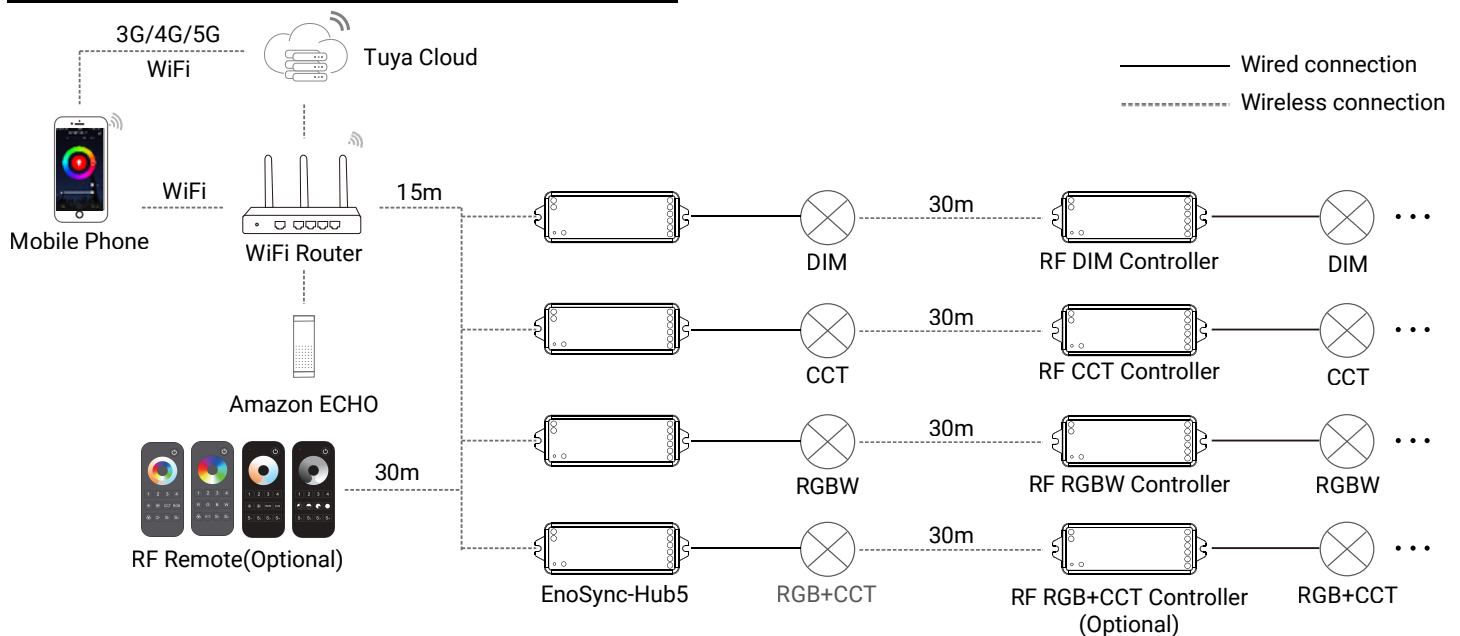 3G/4G/5G
WiFi
Tuya Cloud
Wired connection
Wireless connection
WiFi
15m
Mobile Phone
WiFi Router
30m
DIM
RF DIM Controller
DIM
30m
CCT
RF CCT Controller
CCT
Amazon ECHO
30m
30m
RGBW
RF RGBW Controller
RGBW
RF Remote(Optional)
30m
EnoSync-Hub5
RGB+CCT
RF RGB+CCT Controller
(Optional)
RGB+CCT